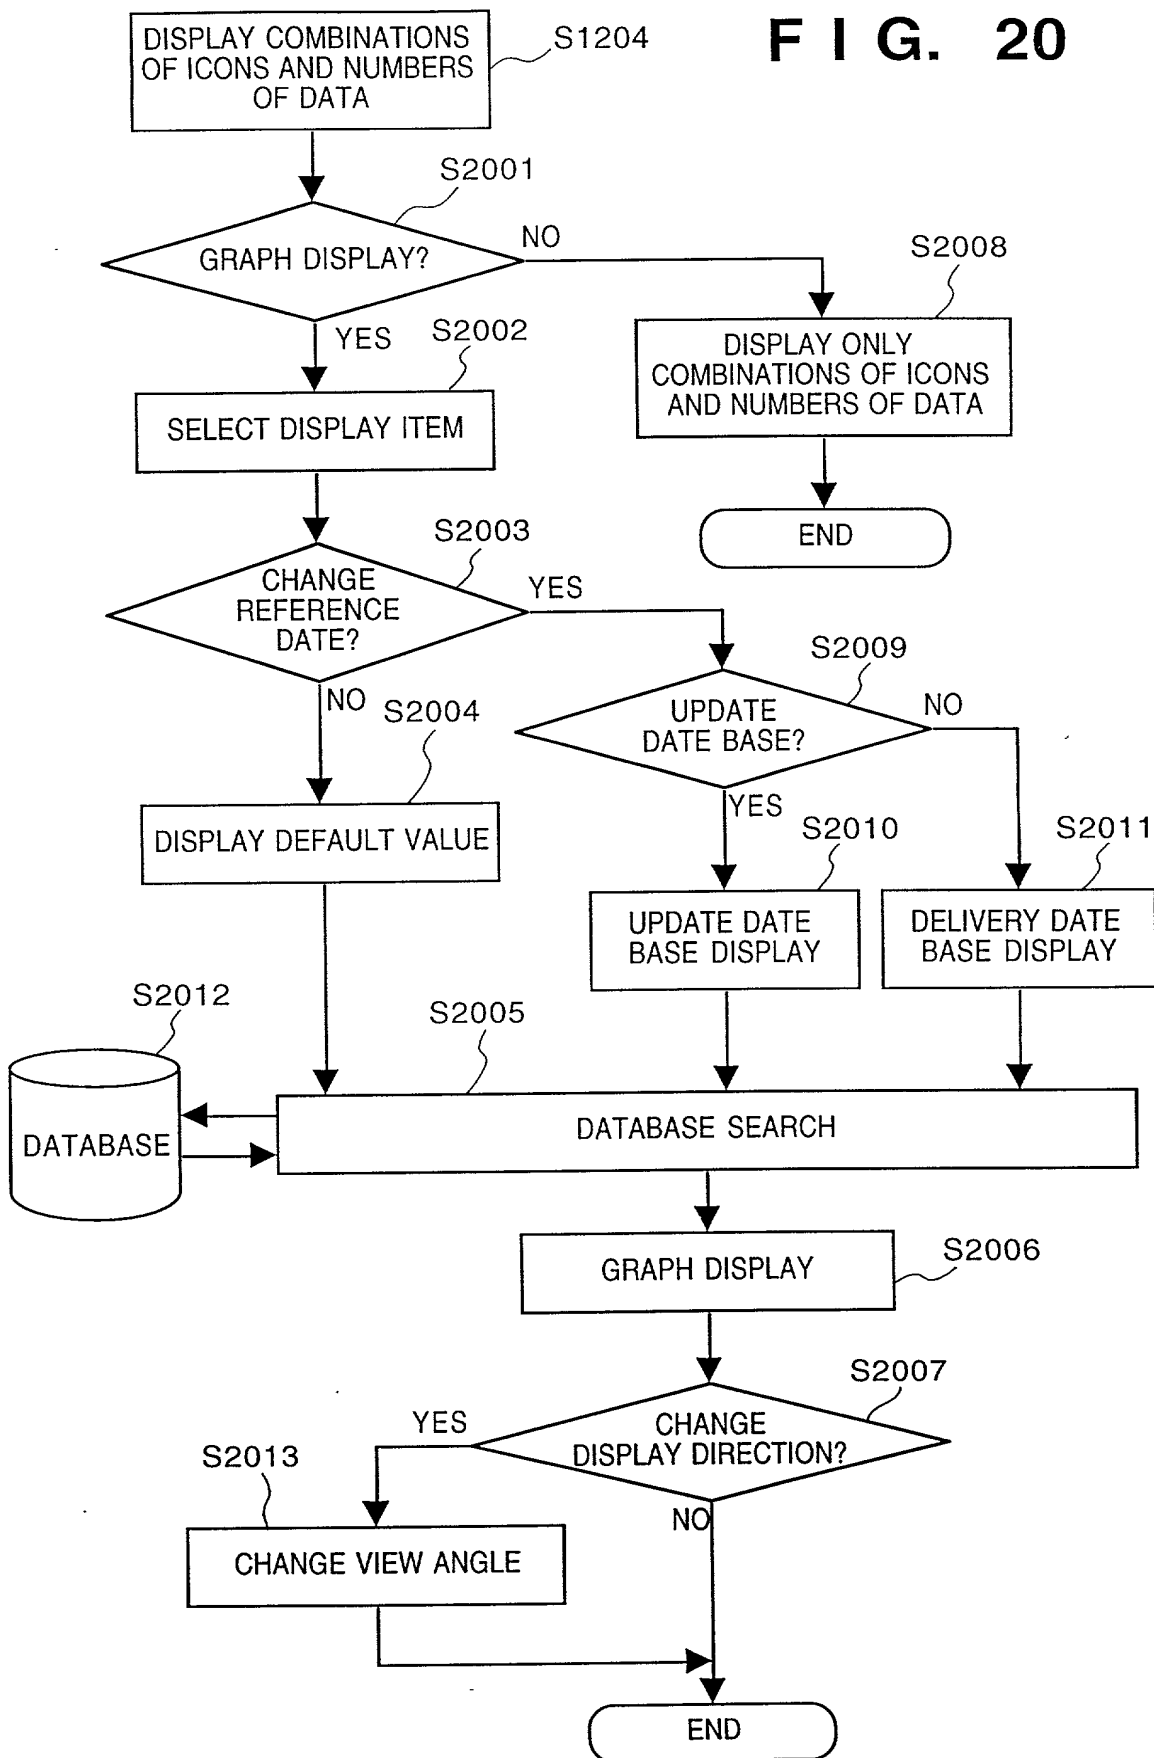 FIG. 20
DISPLAY COMBINATIONS
OF ICONS AND NUMBERS
OF DATA
S1204
S2001
GRAPH DISPLAY?
NO
YES
S2008
DISPLAY ONLY
COMBINATIONS OF ICONS
AND NUMBERS OF DATA
END
S2002
SELECT DISPLAY ITEM
S2003
CHANGE
REFERENCE
DATE?
YES
NO
S2009
UPDATE
DATE BASE?
NO
YES
S2004
DISPLAY DEFAULT VALUE
S2010
UPDATE DATE
BASE DISPLAY
S2011
DELIVERY DATE
BASE DISPLAY
S2012
DATABASE
S2005
DATABASE SEARCH
GRAPH DISPLAY
S2006
S2007
CHANGE
DISPLAY DIRECTION?
YES
NO
S2013
CHANGE VIEW ANGLE
END